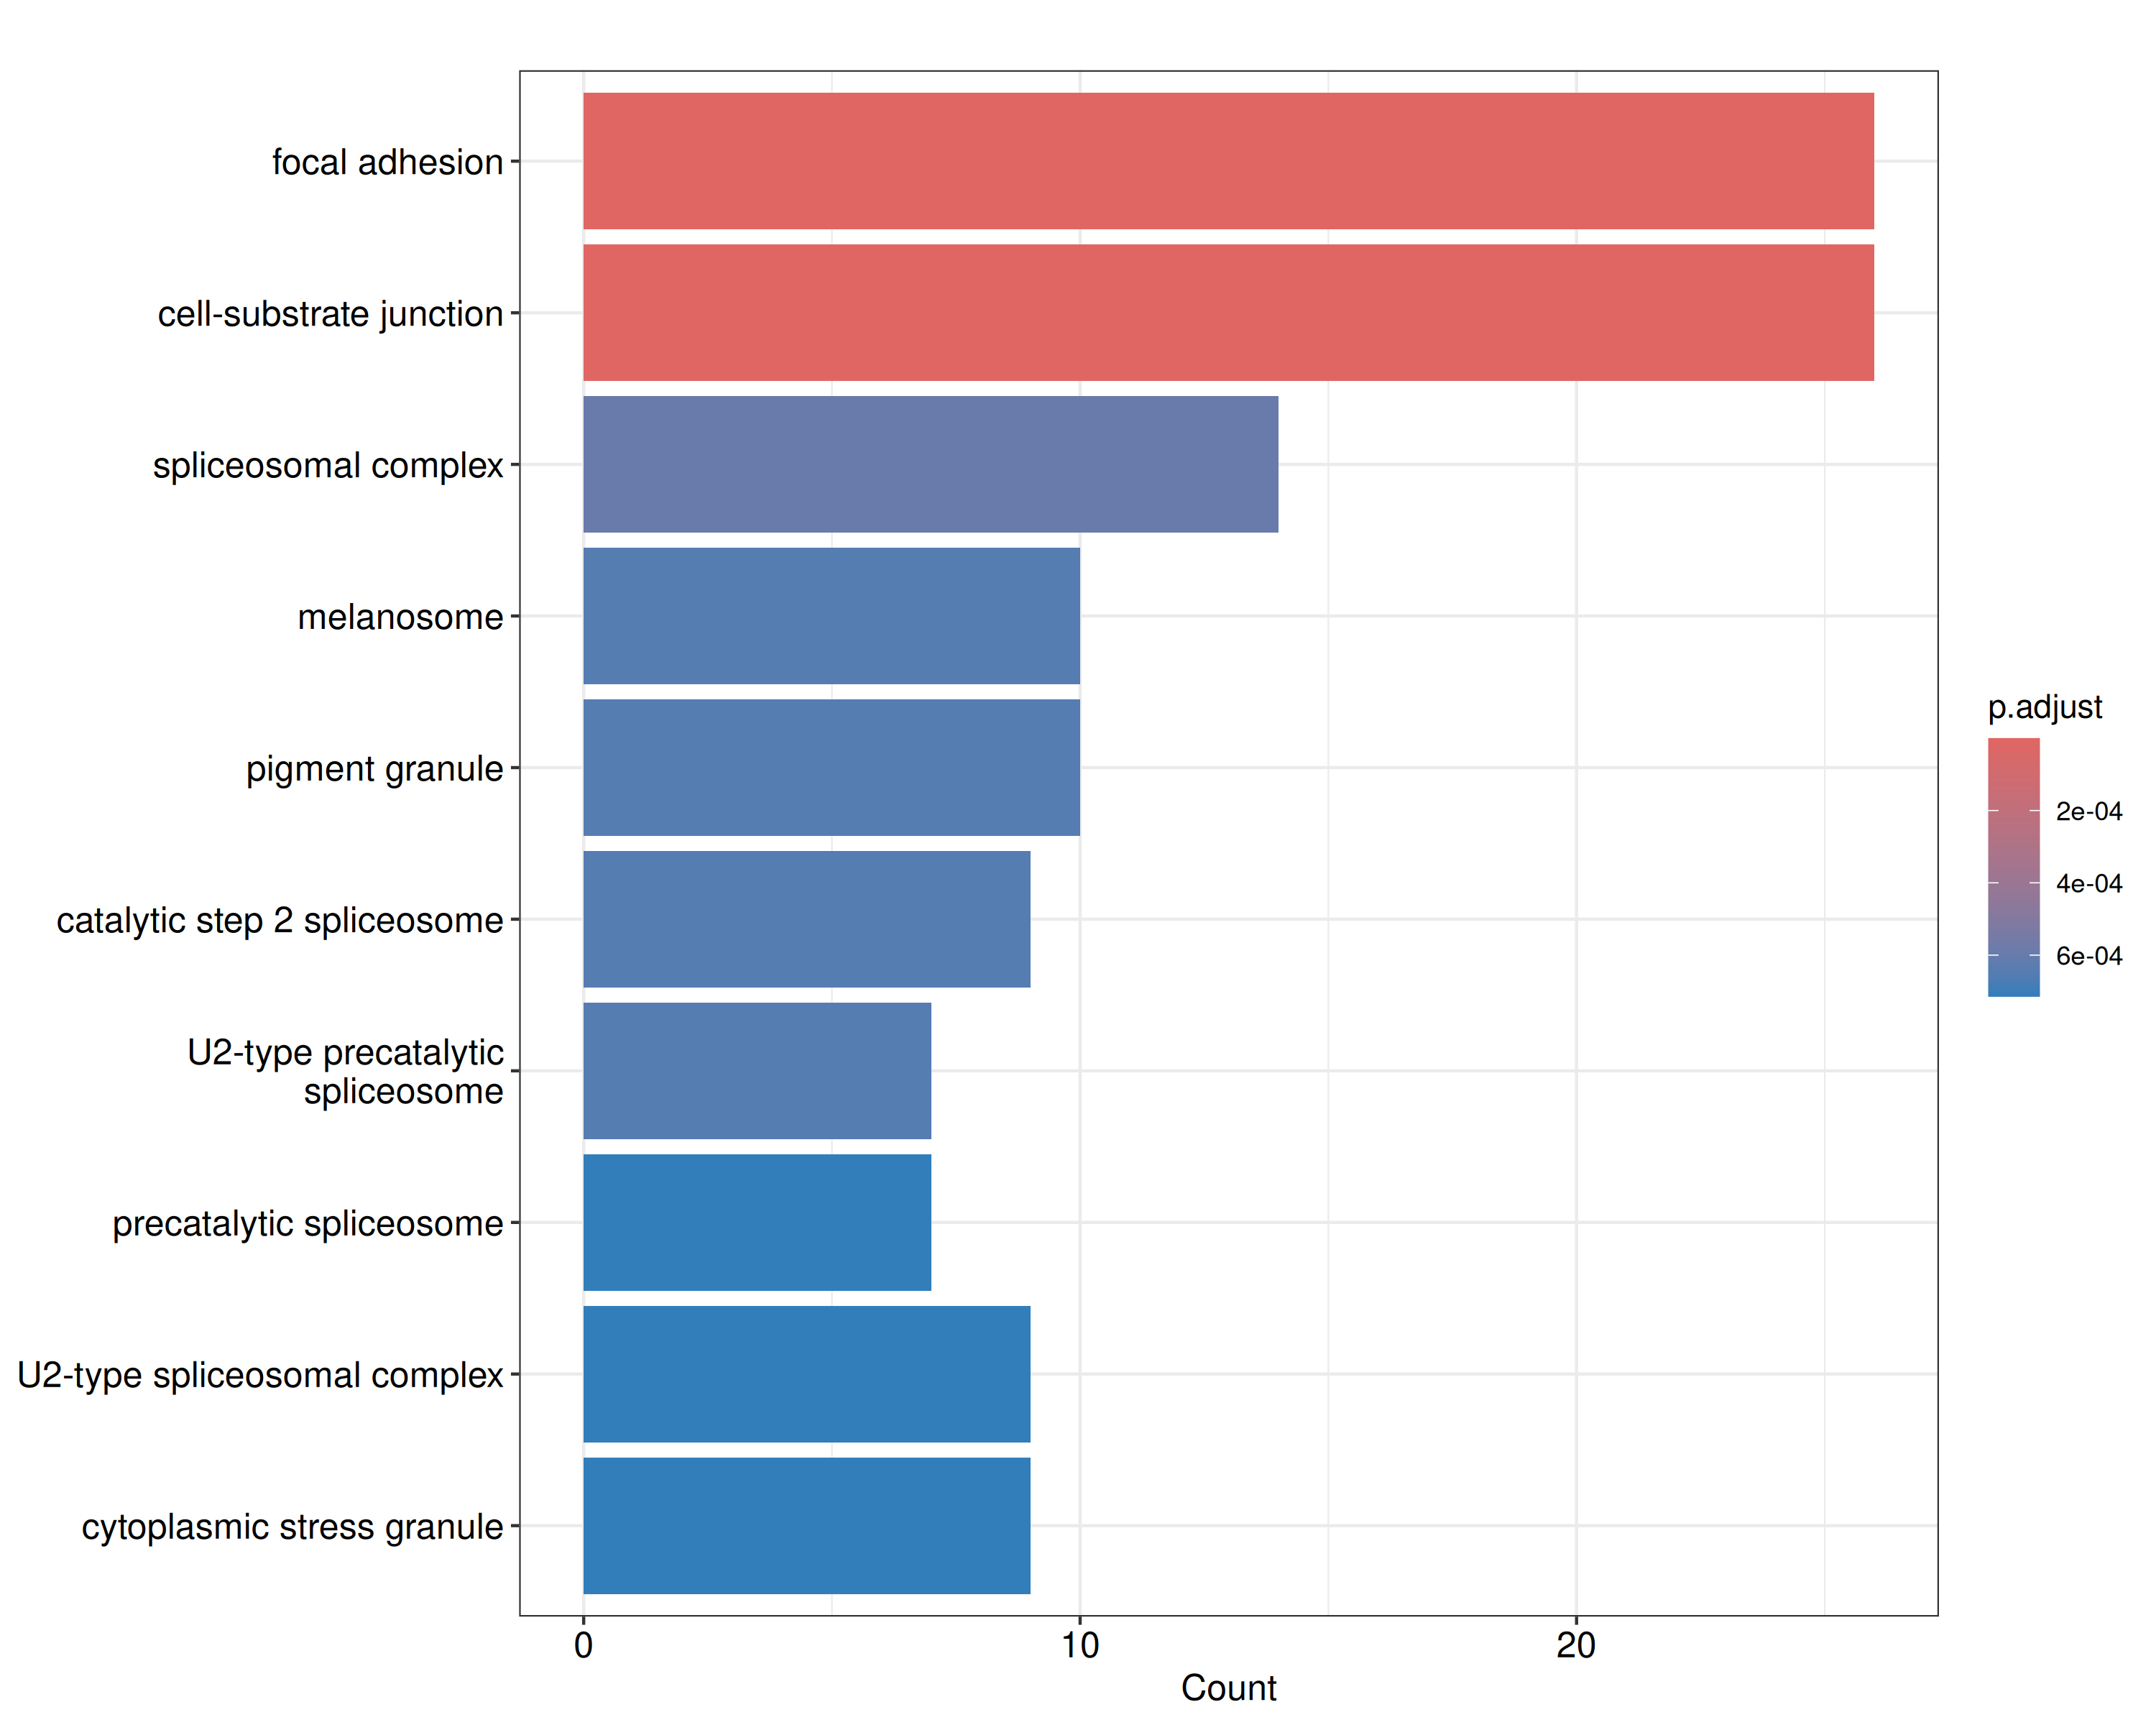 focal adhesion
cell-substrate junction
spliceosomal complex
melanosome
pigment granule
catalytic step 2 spliceosome
U2-type precatalytic
spliceosome
precatalytic spliceosome
U2-type spliceosomal complex
cytoplasmic stress granule
0 10 20
Count
p.adjust
2e-04
4e-04
6e-04